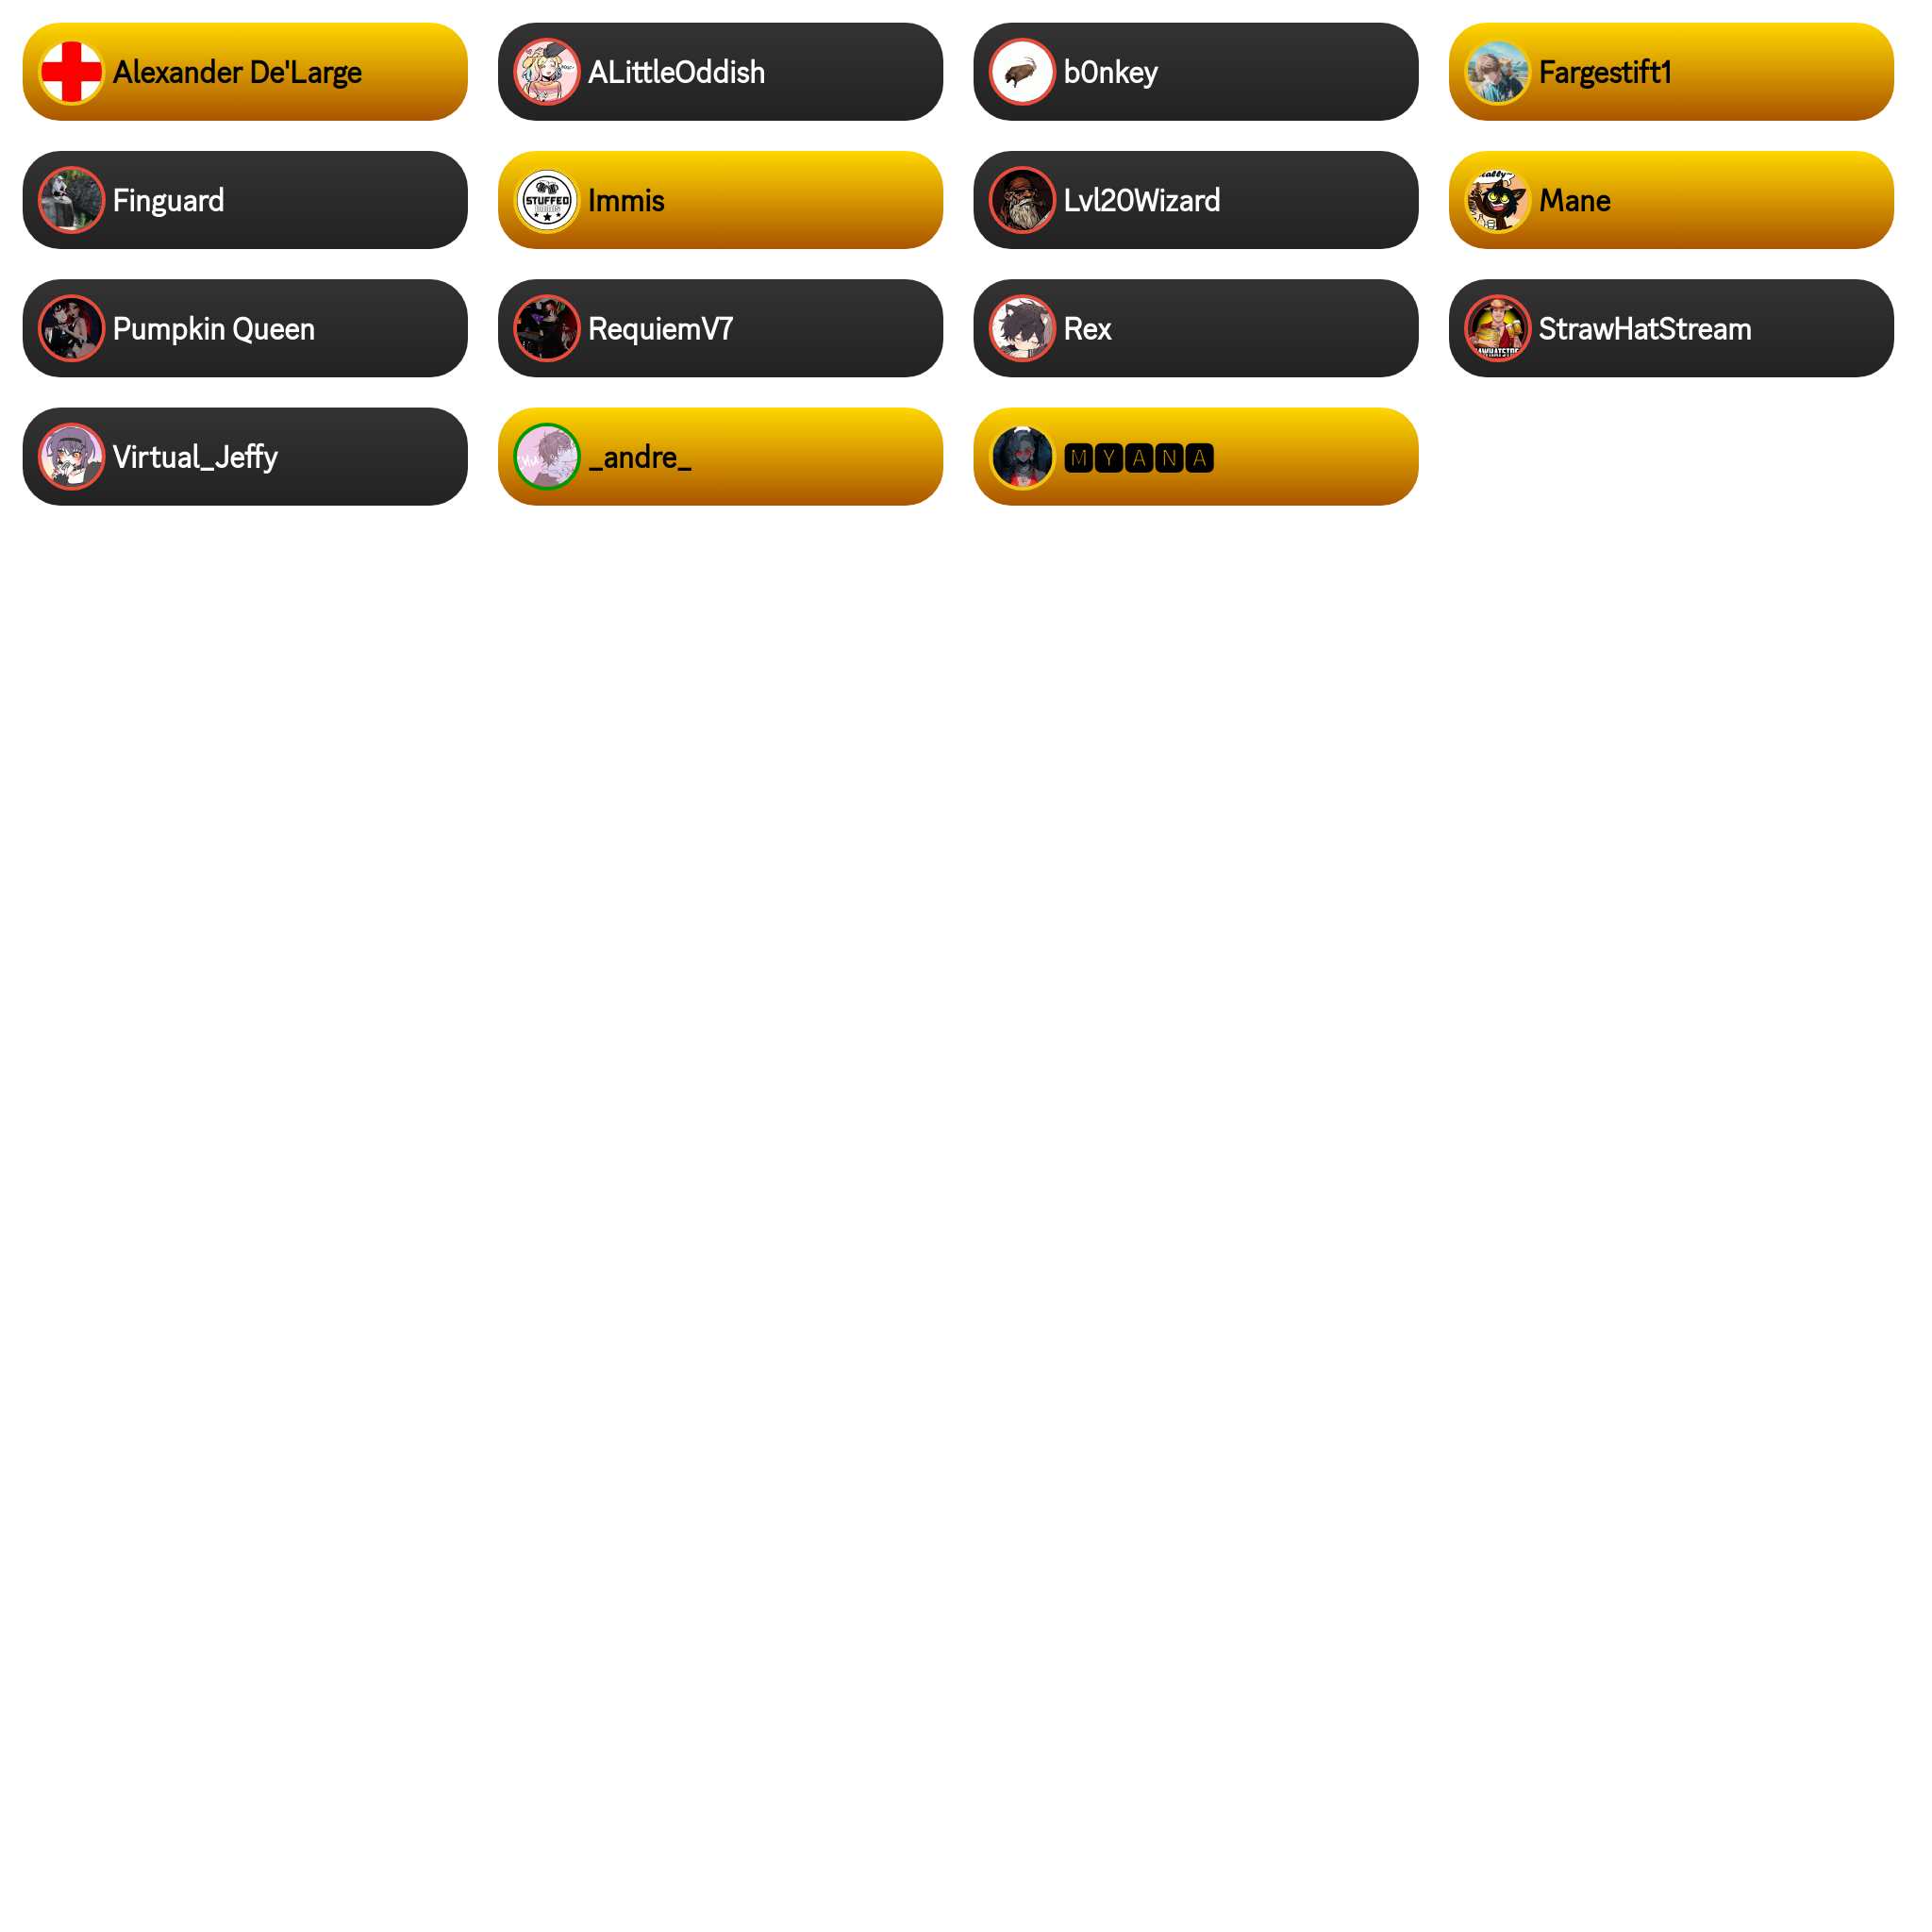 Alexander De'Large
ALittleOddish
b0nkey
Fargestift1
Finguard
STUFFED
Immis
Lvl20Wizard
Mane
Pumpkin Queen
RequiemV7
Rex
StrawHatStream
Virtual_Jeffy
_andre_
🅼🆈🅰🅽🅰